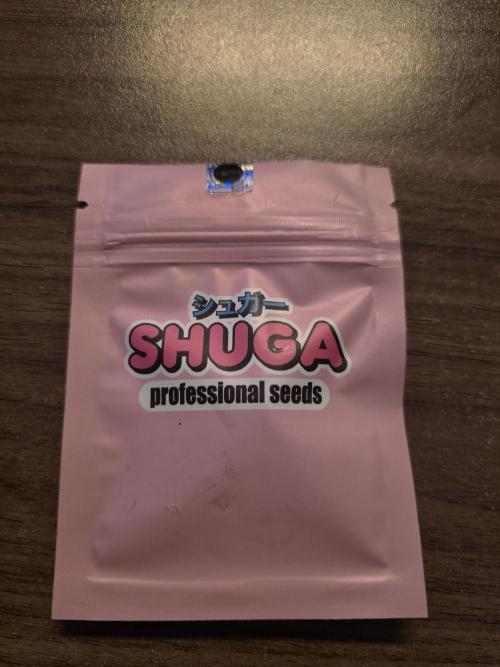 シュガー
SHUGA
professional seeds